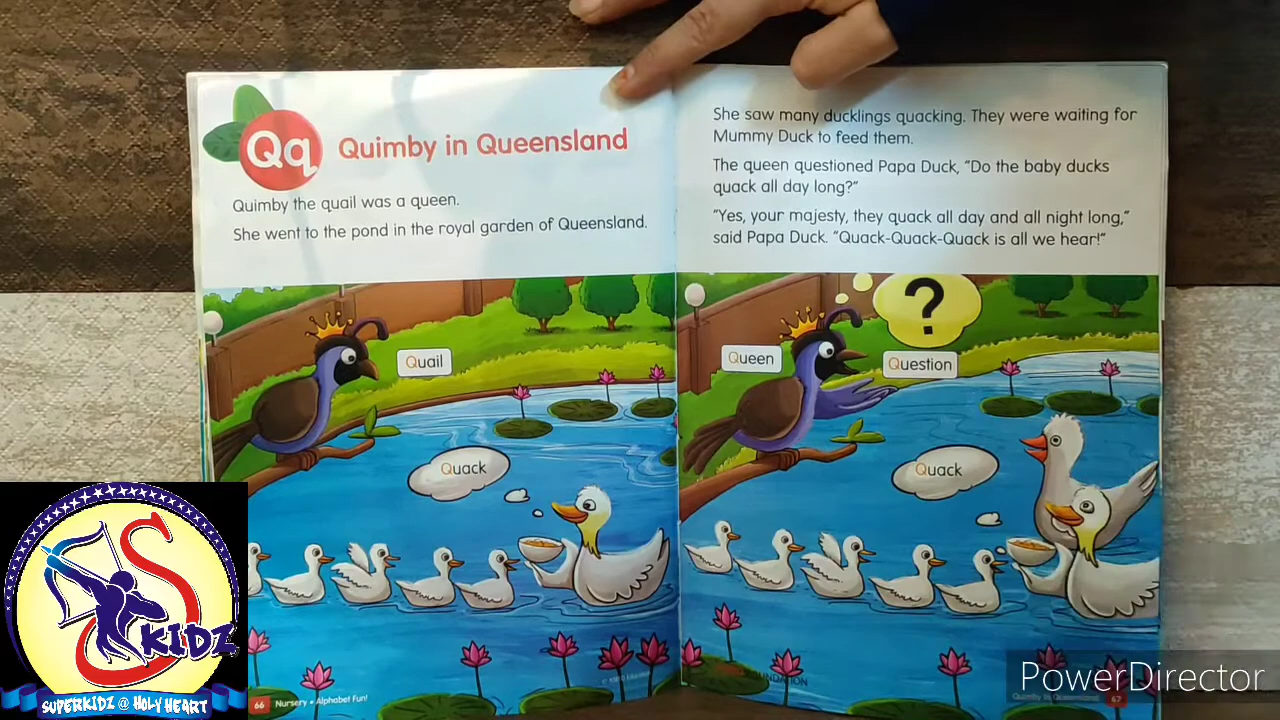 Qq
Quimby in Queensland
Quimby the quail was a queen.
She went to the pond in the royal garden of Queensland.
Quail
Quack
66 Nursery • Alphabet Fun!
She saw many ducklings quacking. They were waiting for
Mummy Duck to feed them.
The queen questioned Papa Duck, "Do the baby ducks
quack all day long?"
"Yes, your majesty, they quack all day and all night long,"
said Papa Duck. "Quack-Quack-Quack is all we hear!"
?
Queen
Question
Quack
Quimby in Queensland 67
S
KIDZ
SUPERKIDZ @ HOLY HEART
PowerDirector